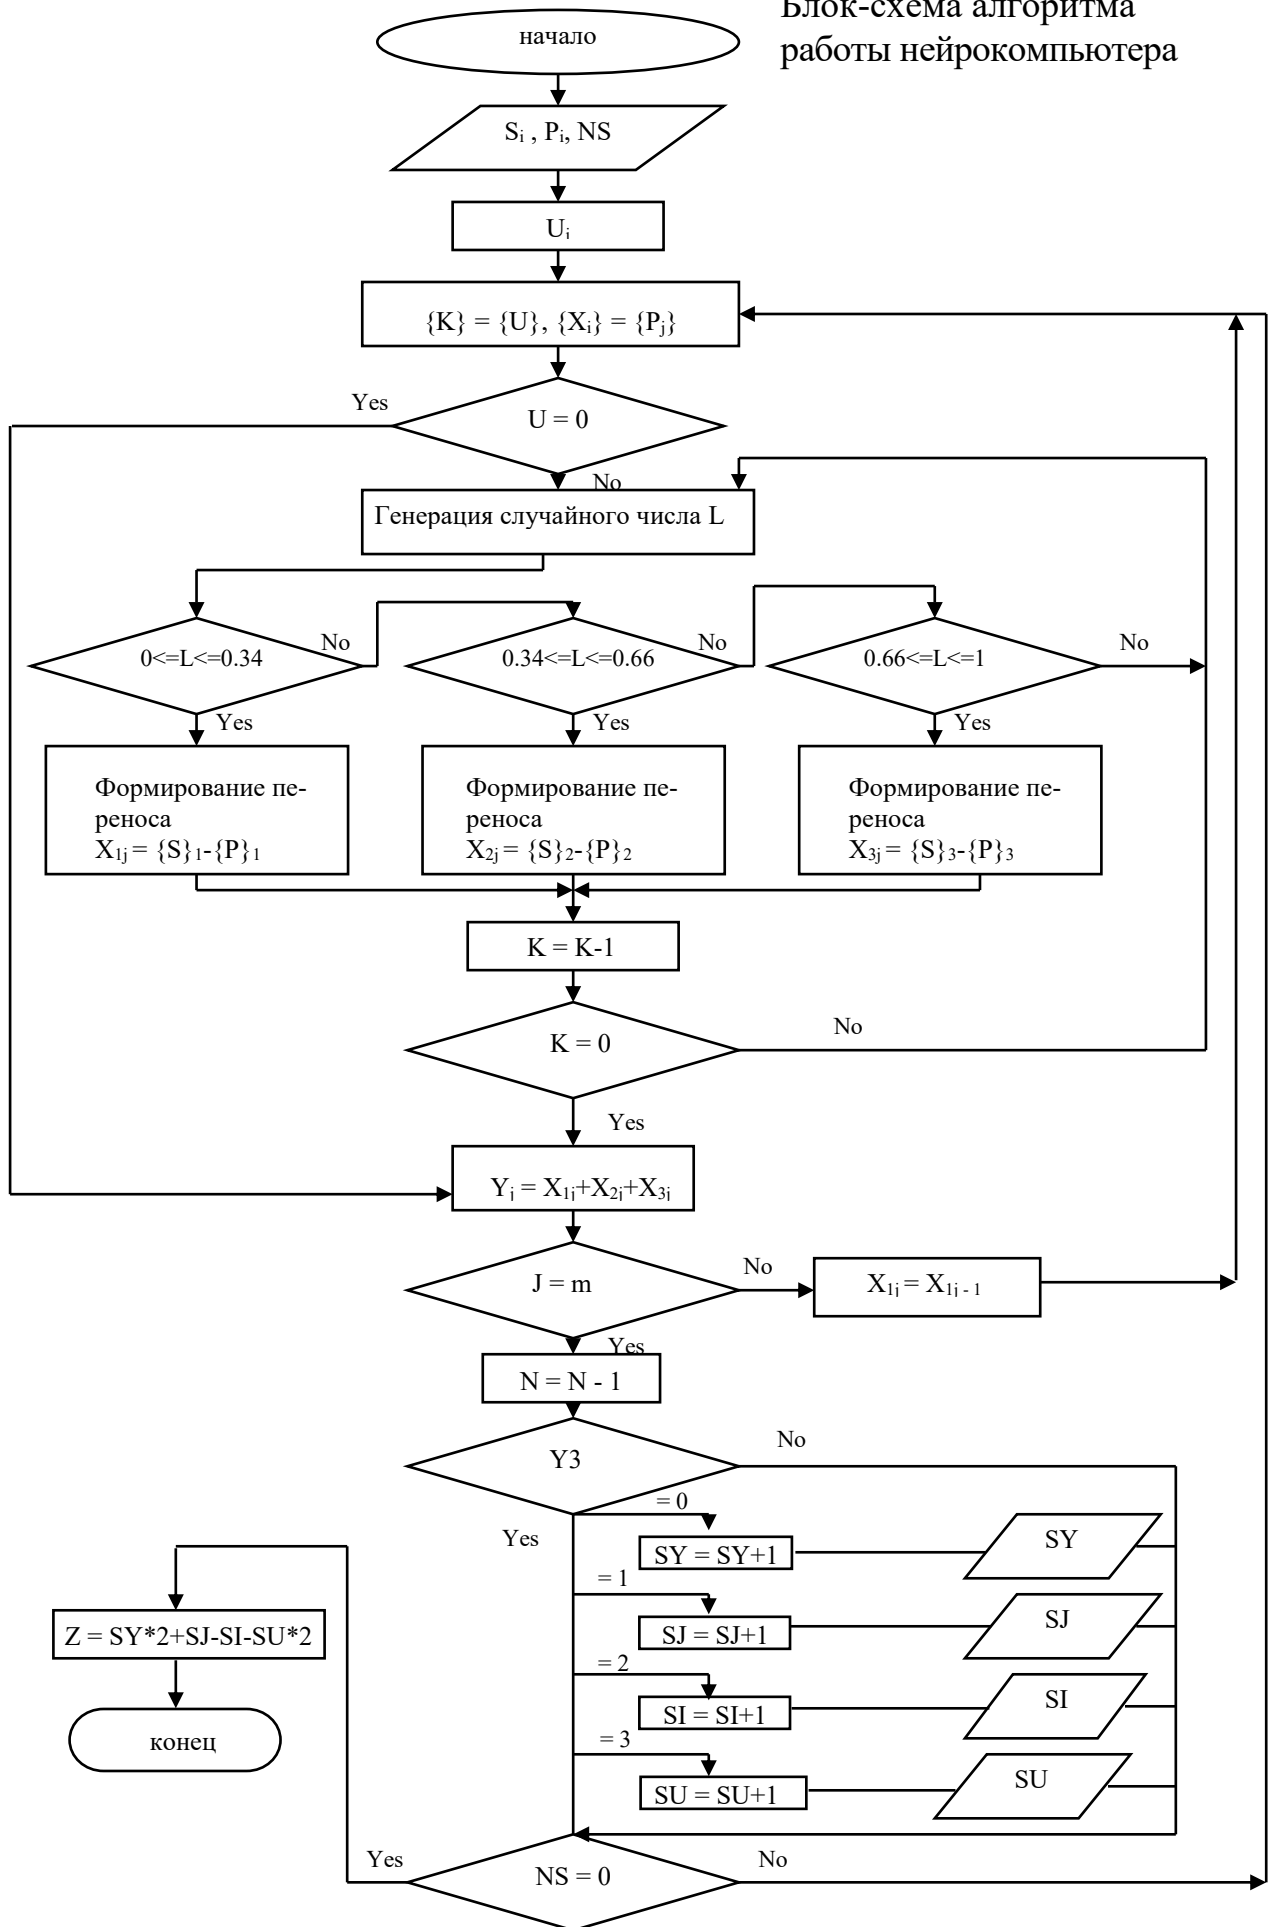 Блок-схема алгоритма
работы нейрокомпьютера
начало
Sᵢ , Pᵢ, NS
Uⱼ
{K} = {U}, {Xᵢ} = {Pⱼ}
Yes
U = 0
No
Генерация случайного числа L
0<=L<=0.34
No
0.34<=L<=0.66
No
0.66<=L<=1
No
Yes
Yes
Yes
Формирование пе-
реноса
X₁ⱼ = {S}₁-{P}₁
Формирование пе-
реноса
X₂ⱼ = {S}₂-{P}₂
Формирование пе-
реноса
X₃ⱼ = {S}₃-{P}₃
K = K-1
K = 0
No
Yes
Yⱼ = X₁ⱼ+X₂ⱼ+X₃ⱼ
J = m
No
X₁ⱼ = X₁ⱼ ₋ ₁
Yes
N = N - 1
Y3
No
= 0
Yes
SY = SY+1
SY
= 1
SJ = SJ+1
SJ
Z = SY*2+SJ-SI-SU*2
= 2
SI = SI+1
SI
конец
= 3
SU = SU+1
SU
Yes
NS = 0
No